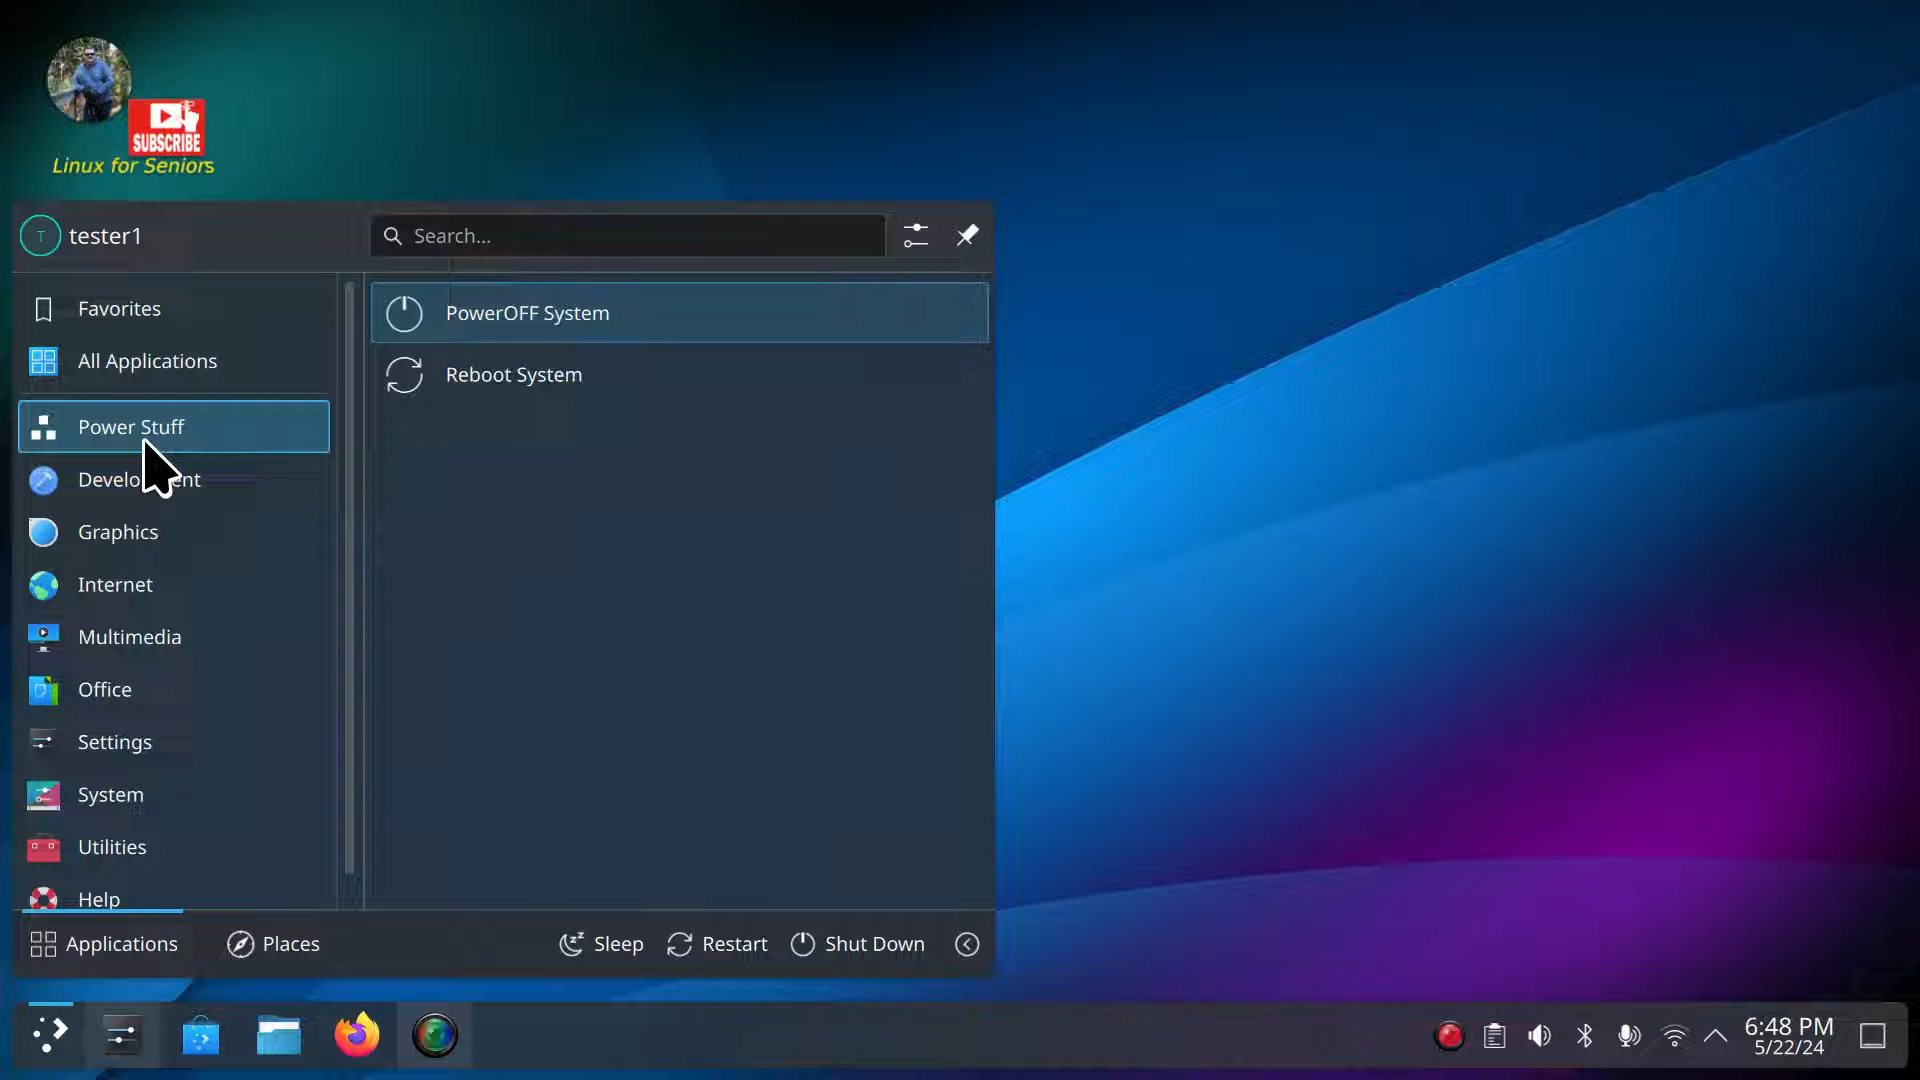 SUBSCRIBE
Linux for Seniors
T
tester1
Search...
Favorites
All Applications
Power Stuff
Graphics
Internet
Multimedia
Office
Settings
System
Utilities
Help
PowerOFF System
Reboot System
Applications
Places
Sleep
Restart
Shut Down
6:48 PM
5/22/24